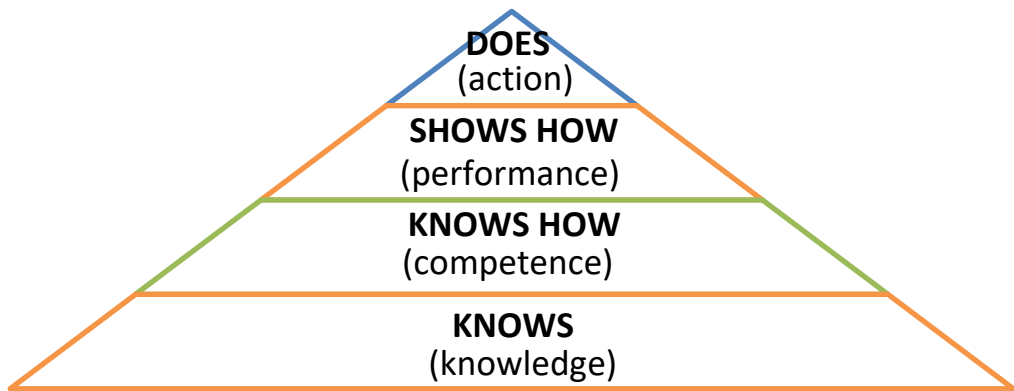 DOES
(action)
SHOWS HOW
(performance)
KNOWS HOW
(competence)
KNOWS
(knowledge)